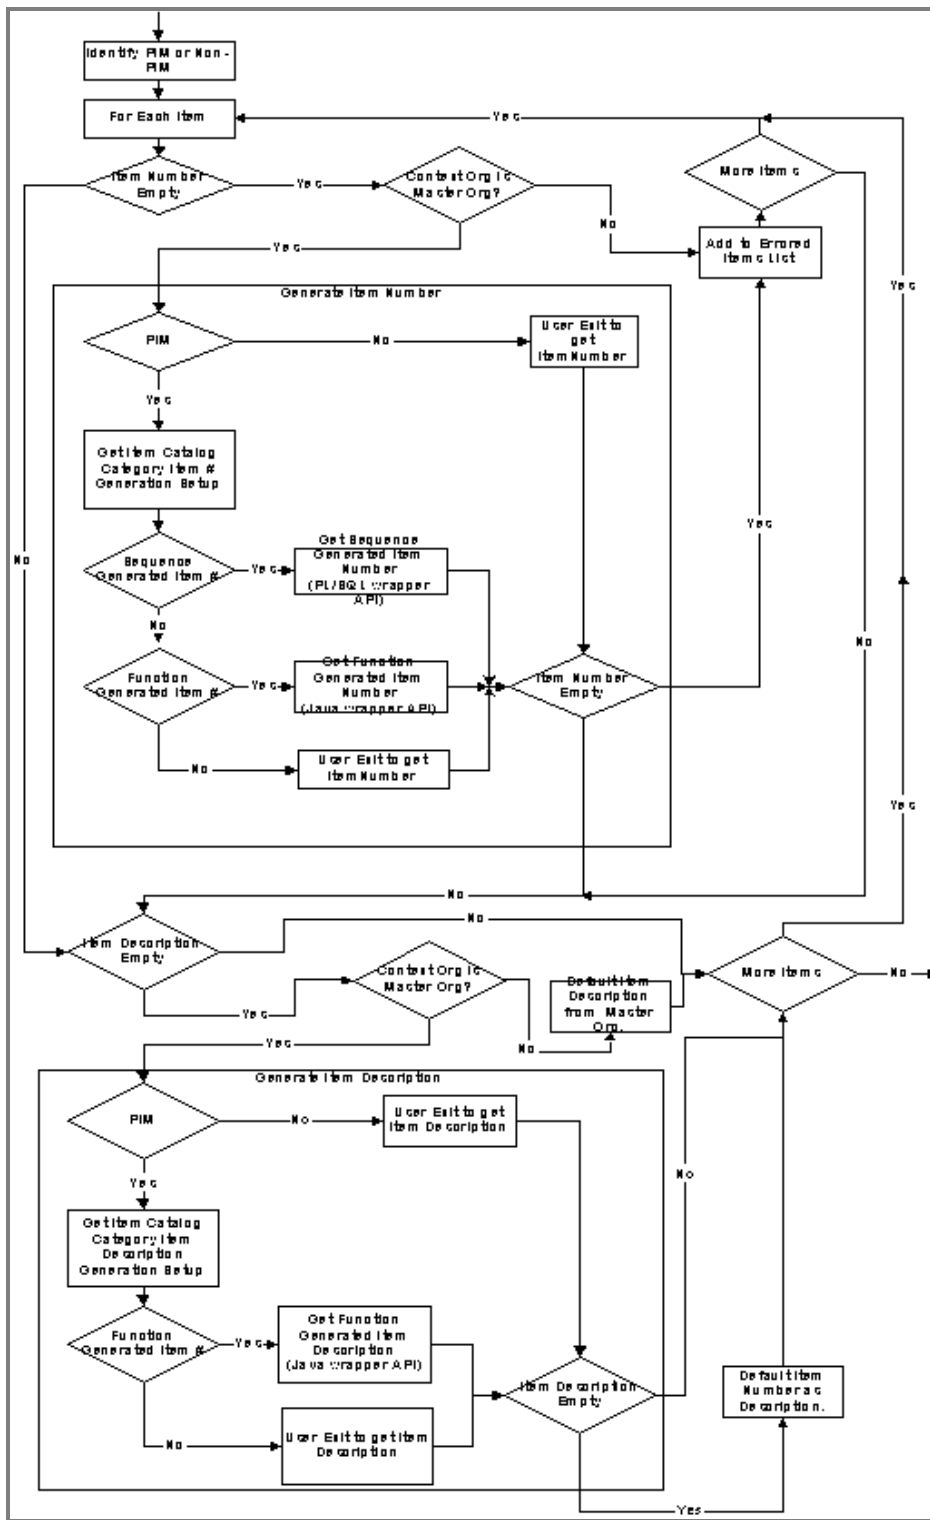 Identify PIM or Non-
PIM
For Each Item
Yes
Item Number
Empty
Yes
Context Org is
Master Org?
More Items
No
Add to Errored
Items List
Yes
Yes
Generate Item Number
PIM
No
User Exit to
get
Item Number
Yes
Get Item Catalog
Category Item #
Generation Setup
Yes
No
Sequence
Generated Item #
Yes
Get Sequence
Generated Item
Number
(PL/SQL wrapper
API)
No
No
Function
Generated Item #
Yes
Get Function
Generated Item
Number
(Java wrapper API)
Item Number
Empty
No
User Exit to get
Item Number
Yes
No
No
Item Description
Empty
Context Org is
Master Org?
Default Item
Description
from Master
Org.
More Items
No
Yes
No
Yes
Generate Item Description
PIM
No
User Exit to get
Item Description
No
Yes
Get Item Catalog
Category Item
Description
Generation Setup
Function
Generated Item #
Yes
Get Function
Generated Item
Description
(Java wrapper API)
Item Description
Empty
Default Item
Number as
Description.
No
User Exit to get Item
Description
Yes